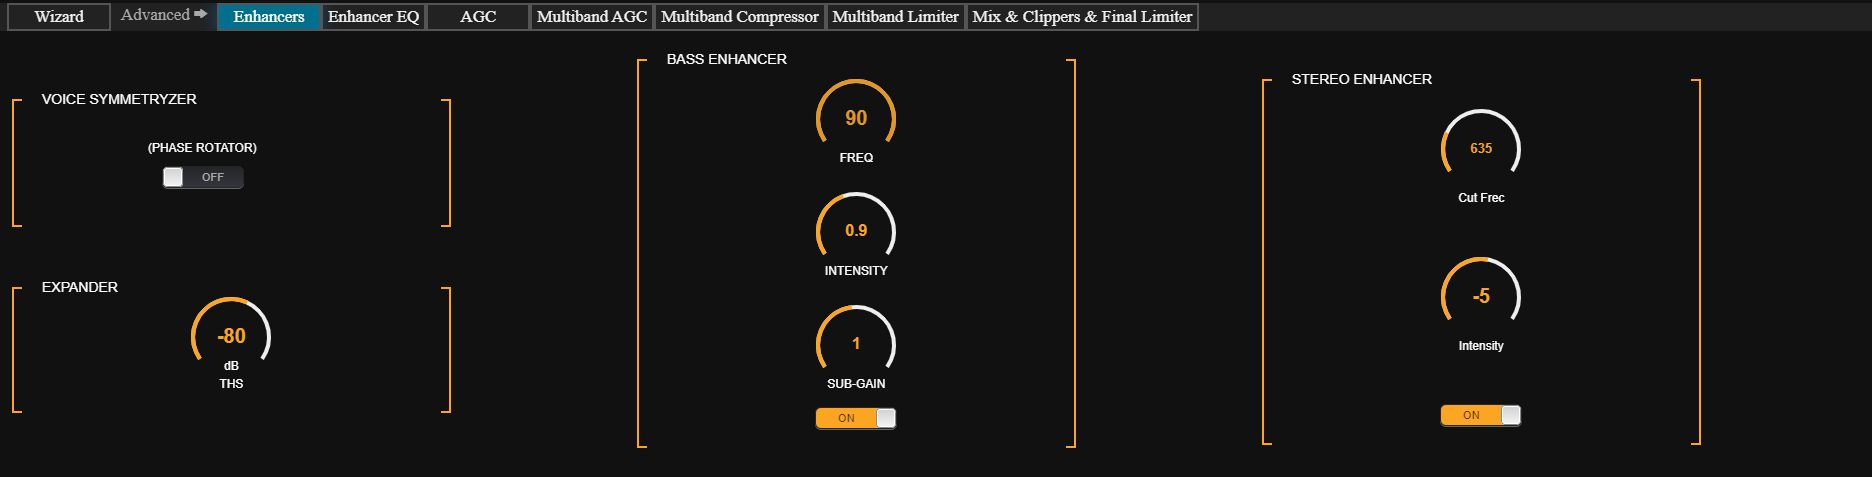 Wizard Advanced Enhancers Enhancer EQ AGC Multiband AGC Multiband Compressor Multiband Limiter Mix & Clippers & Final Limiter
VOICE SYMMETRYZER
(PHASE ROTATOR)
OFF
EXPANDER
-80
dB
THS
BASS ENHANCER
90
FREQ
0.9
INTENSITY
1
SUB-GAIN
ON
STEREO ENHANCER
635
Cut Frec
-5
Intensity
ON